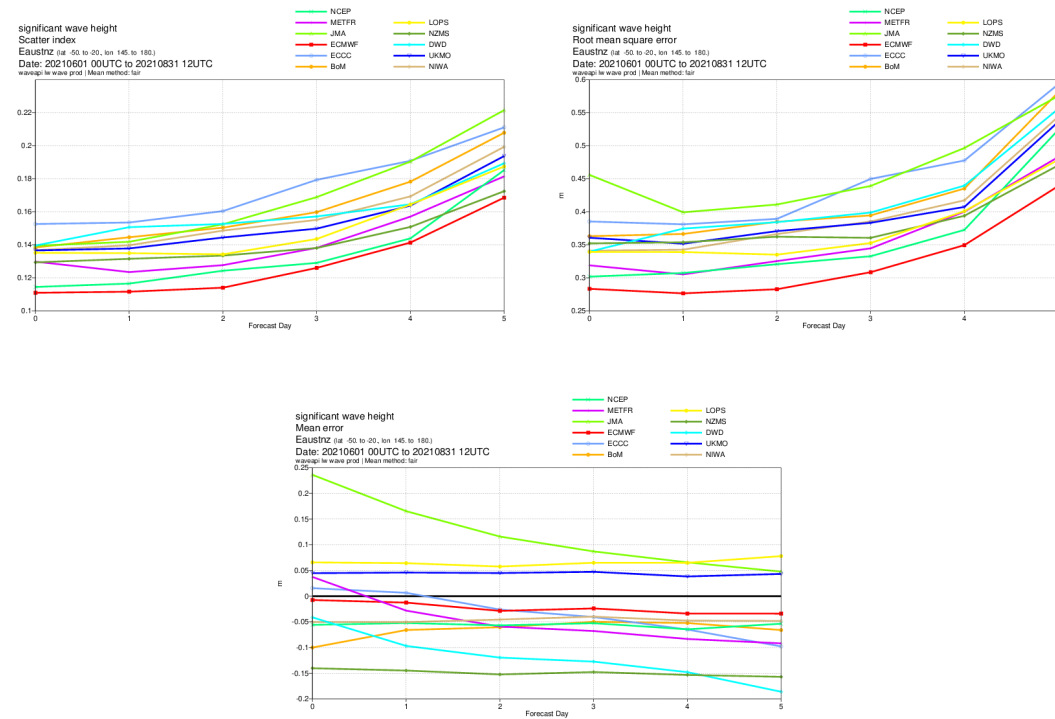 significant wave height
Scatter index
Eaustnz (lat -50. to -20., lon 145. to 180.)
Date: 20210601 00UTC to 20210831 12UTC
waveapi lw wave prod | Mean method: fair
NCEP
METFR
JMA
ECMWF
ECCC
BoM
LOPS
NZMS
DWD
UKMO
NIWA
0.22
0.2
0.18
0.16
0.14
0.12
0.1
0 1 2 3 4 5
Forecast Day
significant wave height
Root mean square error
Eaustnz (lat -50. to -20., lon 145. to 180.)
Date: 20210601 00UTC to 20210831 12UTC
waveapi lw wave prod | Mean method: fair
NCEP
METFR
JMA
ECMWF
ECCC
BoM
LOPS
NZMS
DWD
UKMO
NIWA
0.6
0.55
0.5
0.45
0.4
0.35
0.3
0.25
m
0 1 2 3 4
Forecast Day
significant wave height
Mean error
Eaustnz (lat -50. to -20., lon 145. to 180.)
Date: 20210601 00UTC to 20210831 12UTC
waveapi lw wave prod | Mean method: fair
NCEP
METFR
JMA
ECMWF
ECCC
BoM
LOPS
NZMS
DWD
UKMO
NIWA
0.25
0.2
0.15
0.1
0.05
0
-0.05
-0.1
-0.15
-0.2
m
0 1 2 3 4 5
Forecast Day